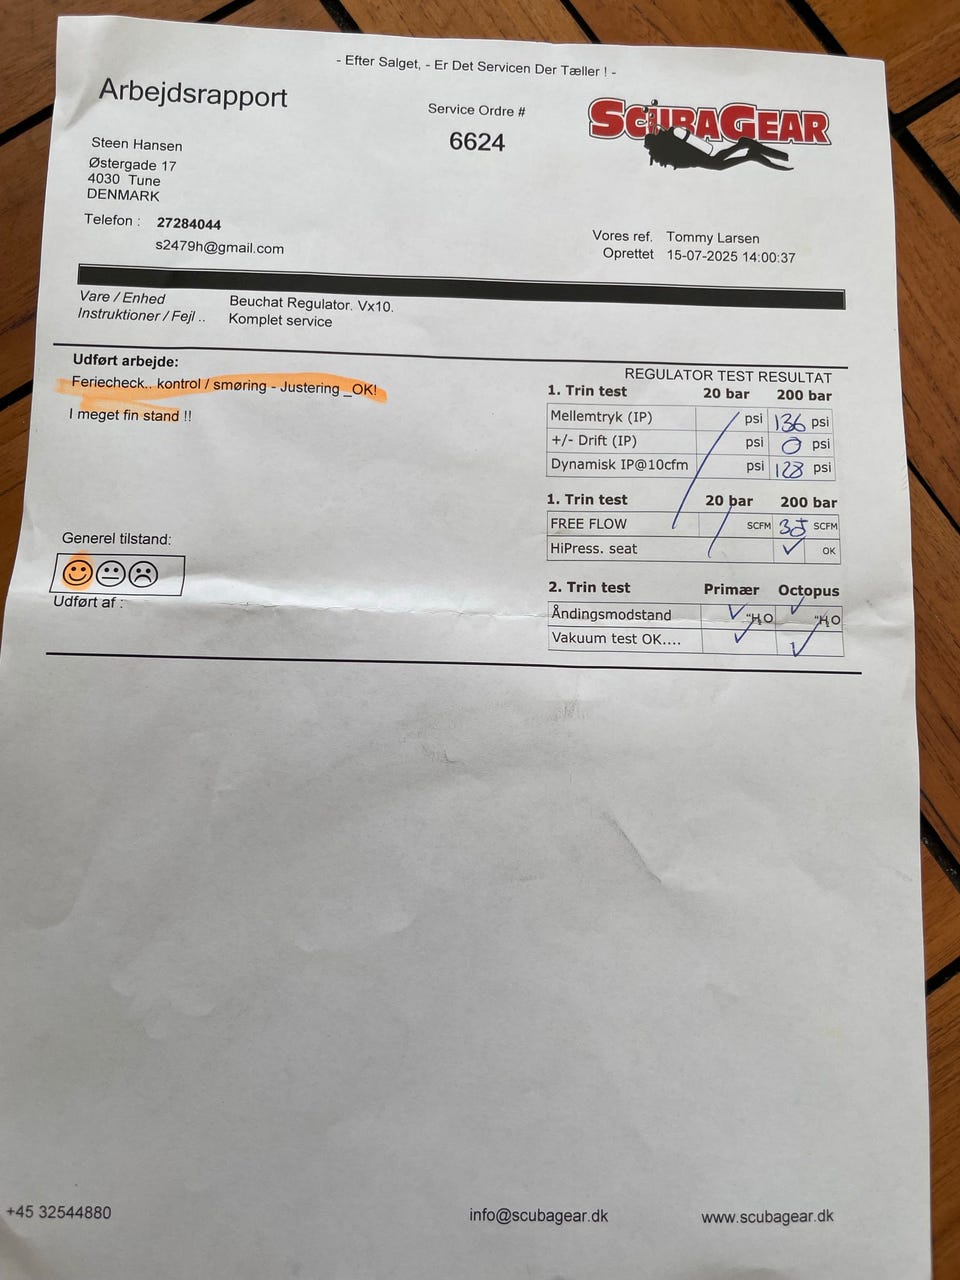 - Efter Salget, - Er Det Servicen Der Tæller ! -
Arbejdsrapport
Service Ordre #
6624
SCUBAGEAR
Steen Hansen
Østergade 17
4030 Tune
DENMARK
Telefon : 27284044
s2479h@gmail.com
Vores ref. Tommy Larsen
Oprettet 15-07-2025 14:00:37
Vare / Enhed Beuchat Regulator. Vx10.
Instruktioner / Fejl .. Komplet service
Udført arbejde:
Feriecheck.. kontrol / smøring - Justering _OK!
I meget fin stand !!
Generel tilstand:
Udført af :
REGULATOR TEST RESULTAT
1. Trin test 20 bar 200 bar
Mellemtryk (IP) psi 136 psi
+/- Drift (IP) psi 0 psi
Dynamisk IP@10cfm psi 128 psi
1. Trin test 20 bar 200 bar
FREE FLOW SCFM SCFM
HiPress. seat ✓ OK
2. Trin test Primær Octopus
Åndingsmodstand ✓ "H2O ✓ "H2O
Vakuum test OK.... ✓ ✓
+45 32544880
info@scubagear.dk
www.scubagear.dk